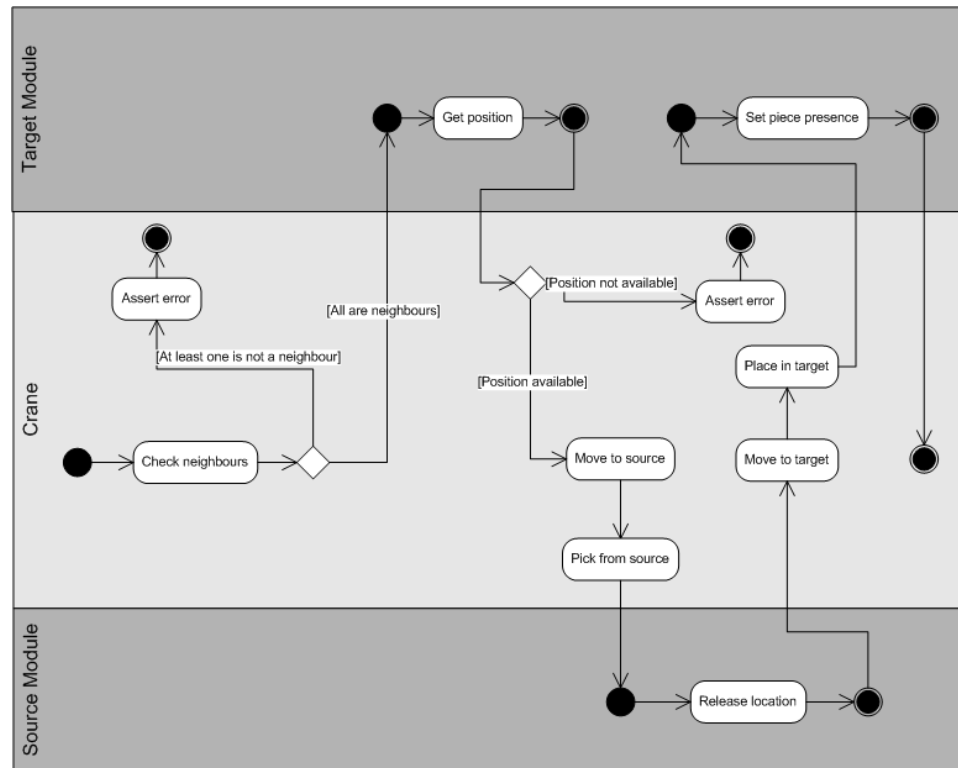 Target Module
Get position
Set piece presence
Crane
Assert error
[Position not available]
Assert error
[All are neighbours]
[At least one is not a neighbour]
[Position available]
Place in target
Check neighbours
Move to source
Move to target
Pick from source
Source Module
Release location